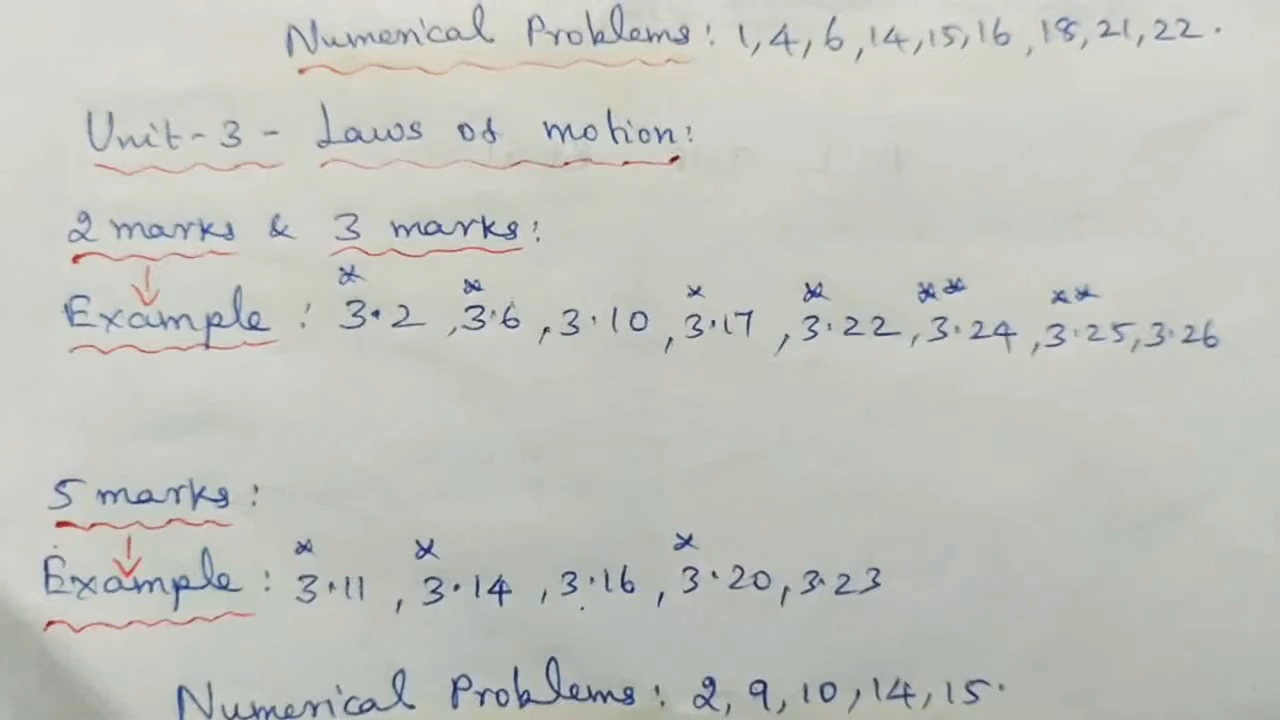 Numerical Problems: 1, 4, 6, 14, 15, 16, 18, 21, 22.
Unit-3- Laws of motion:
2 marks & 3 marks:
Example: 3.2, 3.6, 3.10, 3.17, 3.22, 3.24, 3.25, 3.26
5 marks:
Example: 3.11, 3.14, 3.16, 3.20, 3.23
Numerical Problems: 2, 9, 10, 14, 15.